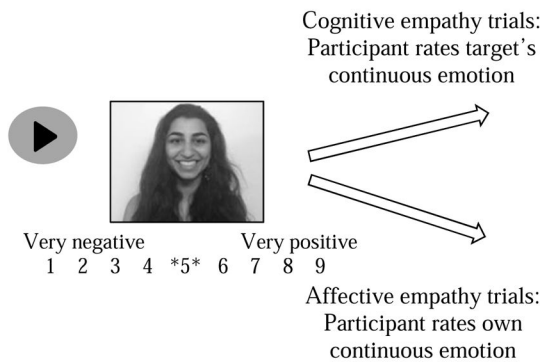 Cognitive empathy trials:
Participant rates target's
continuous emotion
Very negative Very positive
1 2 3 4 *5* 6 7 8 9
Affective empathy trials:
Participant rates own
continuous emotion